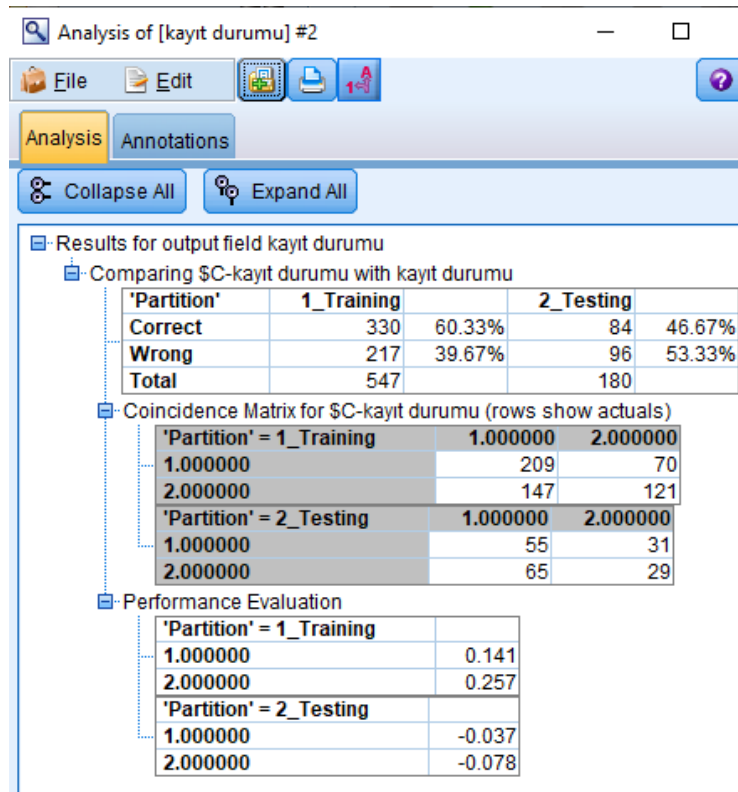 Analysis of [kayıt durumu] #2
File Edit
Analysis Annotations
Collapse All Expand All
Results for output field kayıt durumu
Comparing $C-kayıt durumu with kayıt durumu
'Partition' 1_Training 2_Testing
Correct 330 60.33% 84 46.67%
Wrong 217 39.67% 96 53.33%
Total 547 180
Coincidence Matrix for $C-kayıt durumu (rows show actuals)
'Partition' = 1_Training 1.000000 2.000000
1.000000 209 70
2.000000 147 121
'Partition' = 2_Testing 1.000000 2.000000
1.000000 55 31
2.000000 65 29
Performance Evaluation
'Partition' = 1_Training
1.000000 0.141
2.000000 0.257
'Partition' = 2_Testing
1.000000 -0.037
2.000000 -0.078